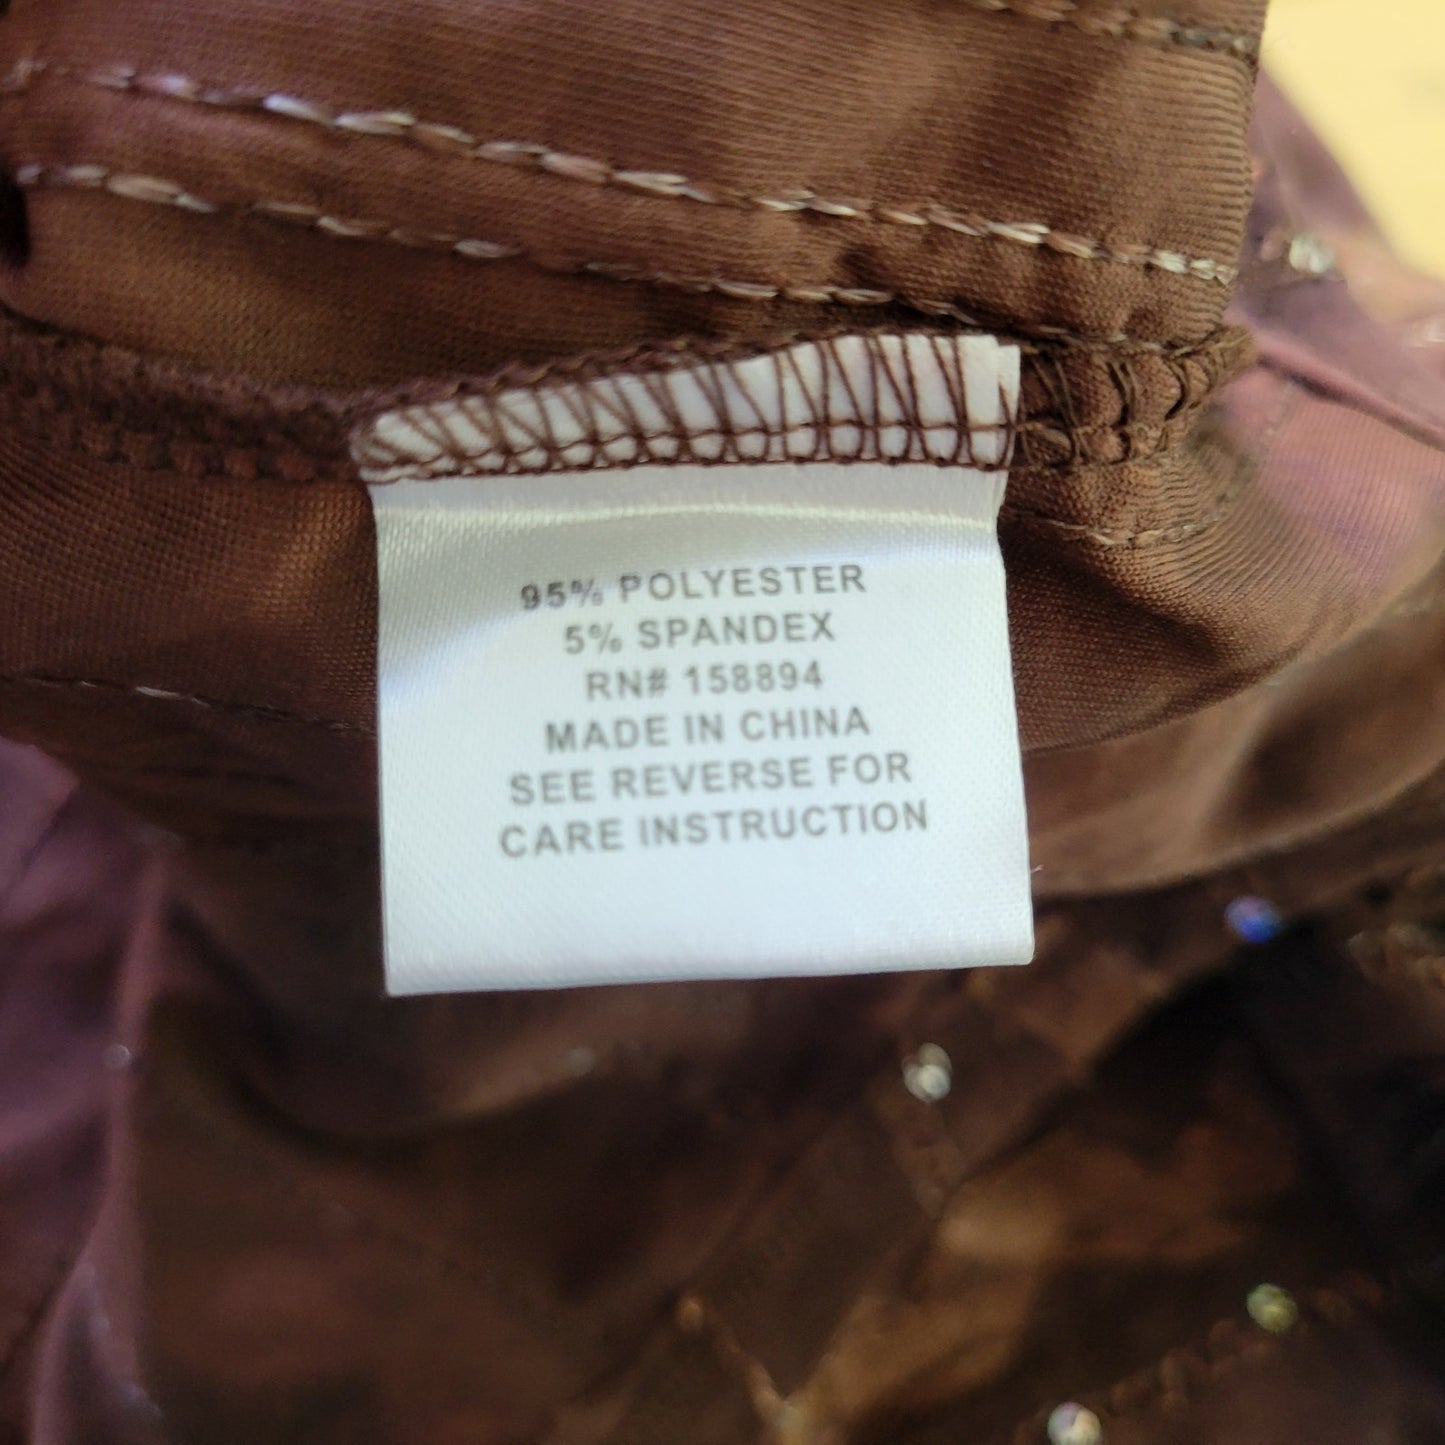 95% POLYESTER
5% SPANDEX
RN# 158894
MADE IN CHINA
SEE REVERSE FOR
CARE INSTRUCTION